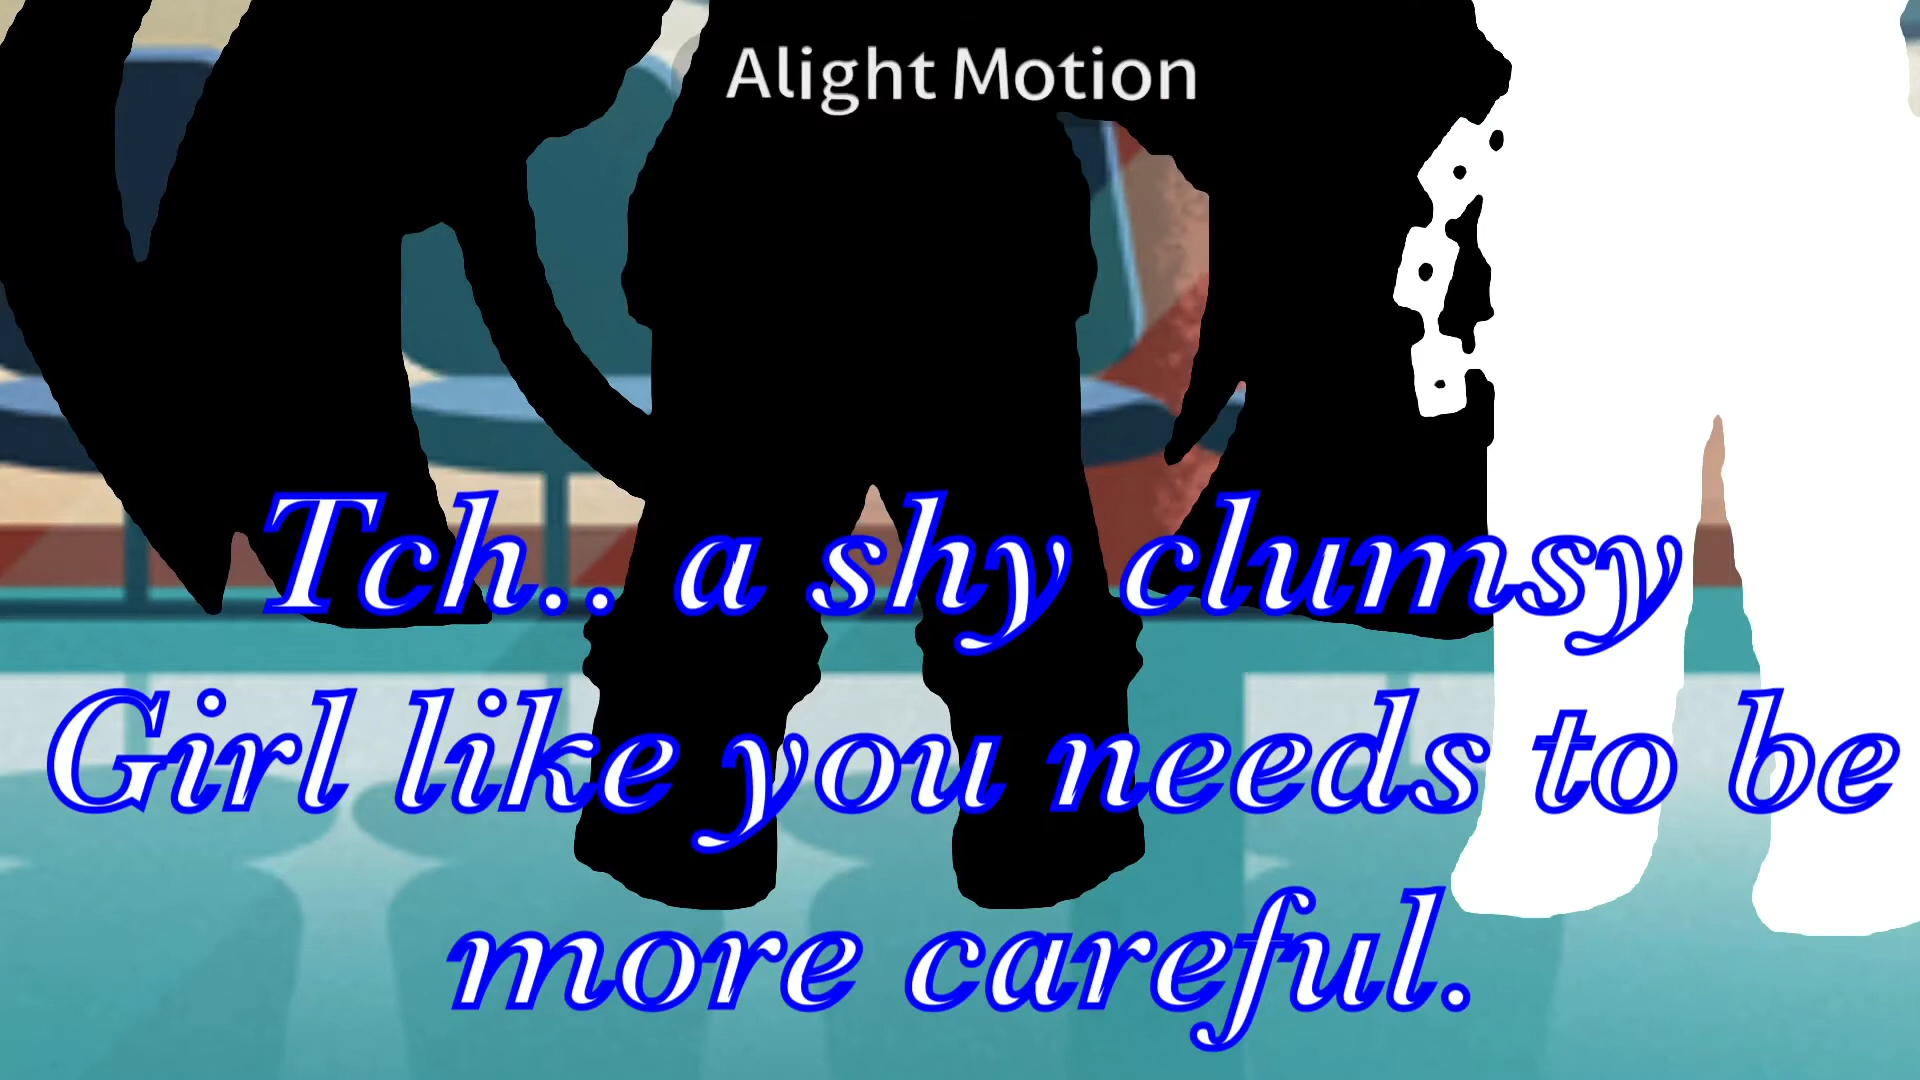 Alight Motion
Tch.. a shy clumsy
Girl like you needs to be
more careful.